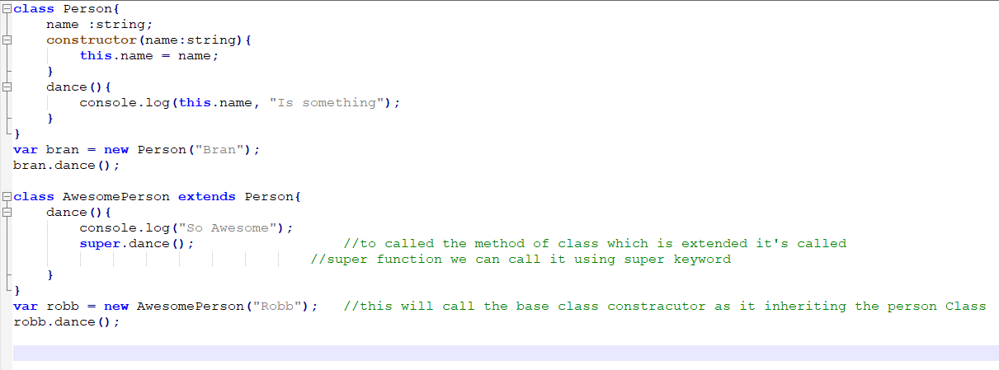 class Person{
    name :string;
    constructor(name:string){
        this.name = name;
    }
    dance(){
        console.log(this.name, "Is something");
    }
}
var bran = new Person("Bran");
bran.dance();

class AwesomePerson extends Person{
    dance(){
        console.log("So Awesome");
        super.dance();                  //to called the method of class which is extended it's called
                                    //super function we can call it using super keyword
    }
}
var robb = new AwesomePerson("Robb");   //this will call the base class constracutor as it inheriting the person Class
robb.dance();